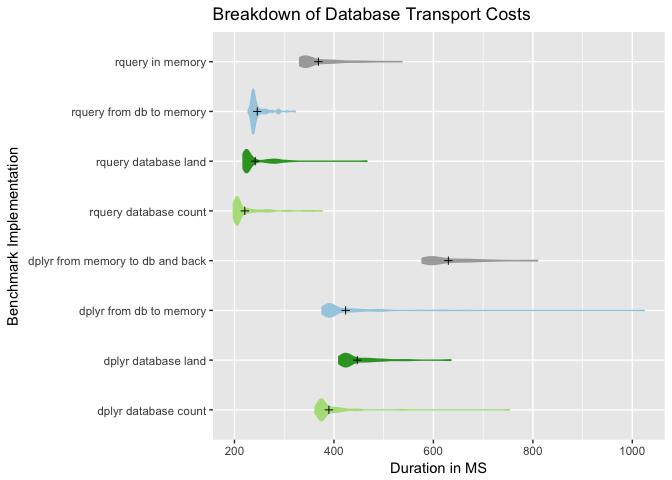 Breakdown of Database Transport Costs
Benchmark Implementation
rquery in memory
rquery from db to memory
rquery database land
rquery database count
dplyr from memory to db and back
dplyr from db to memory
dplyr database land
dplyr database count
200 400 600 800 1000
Duration in MS